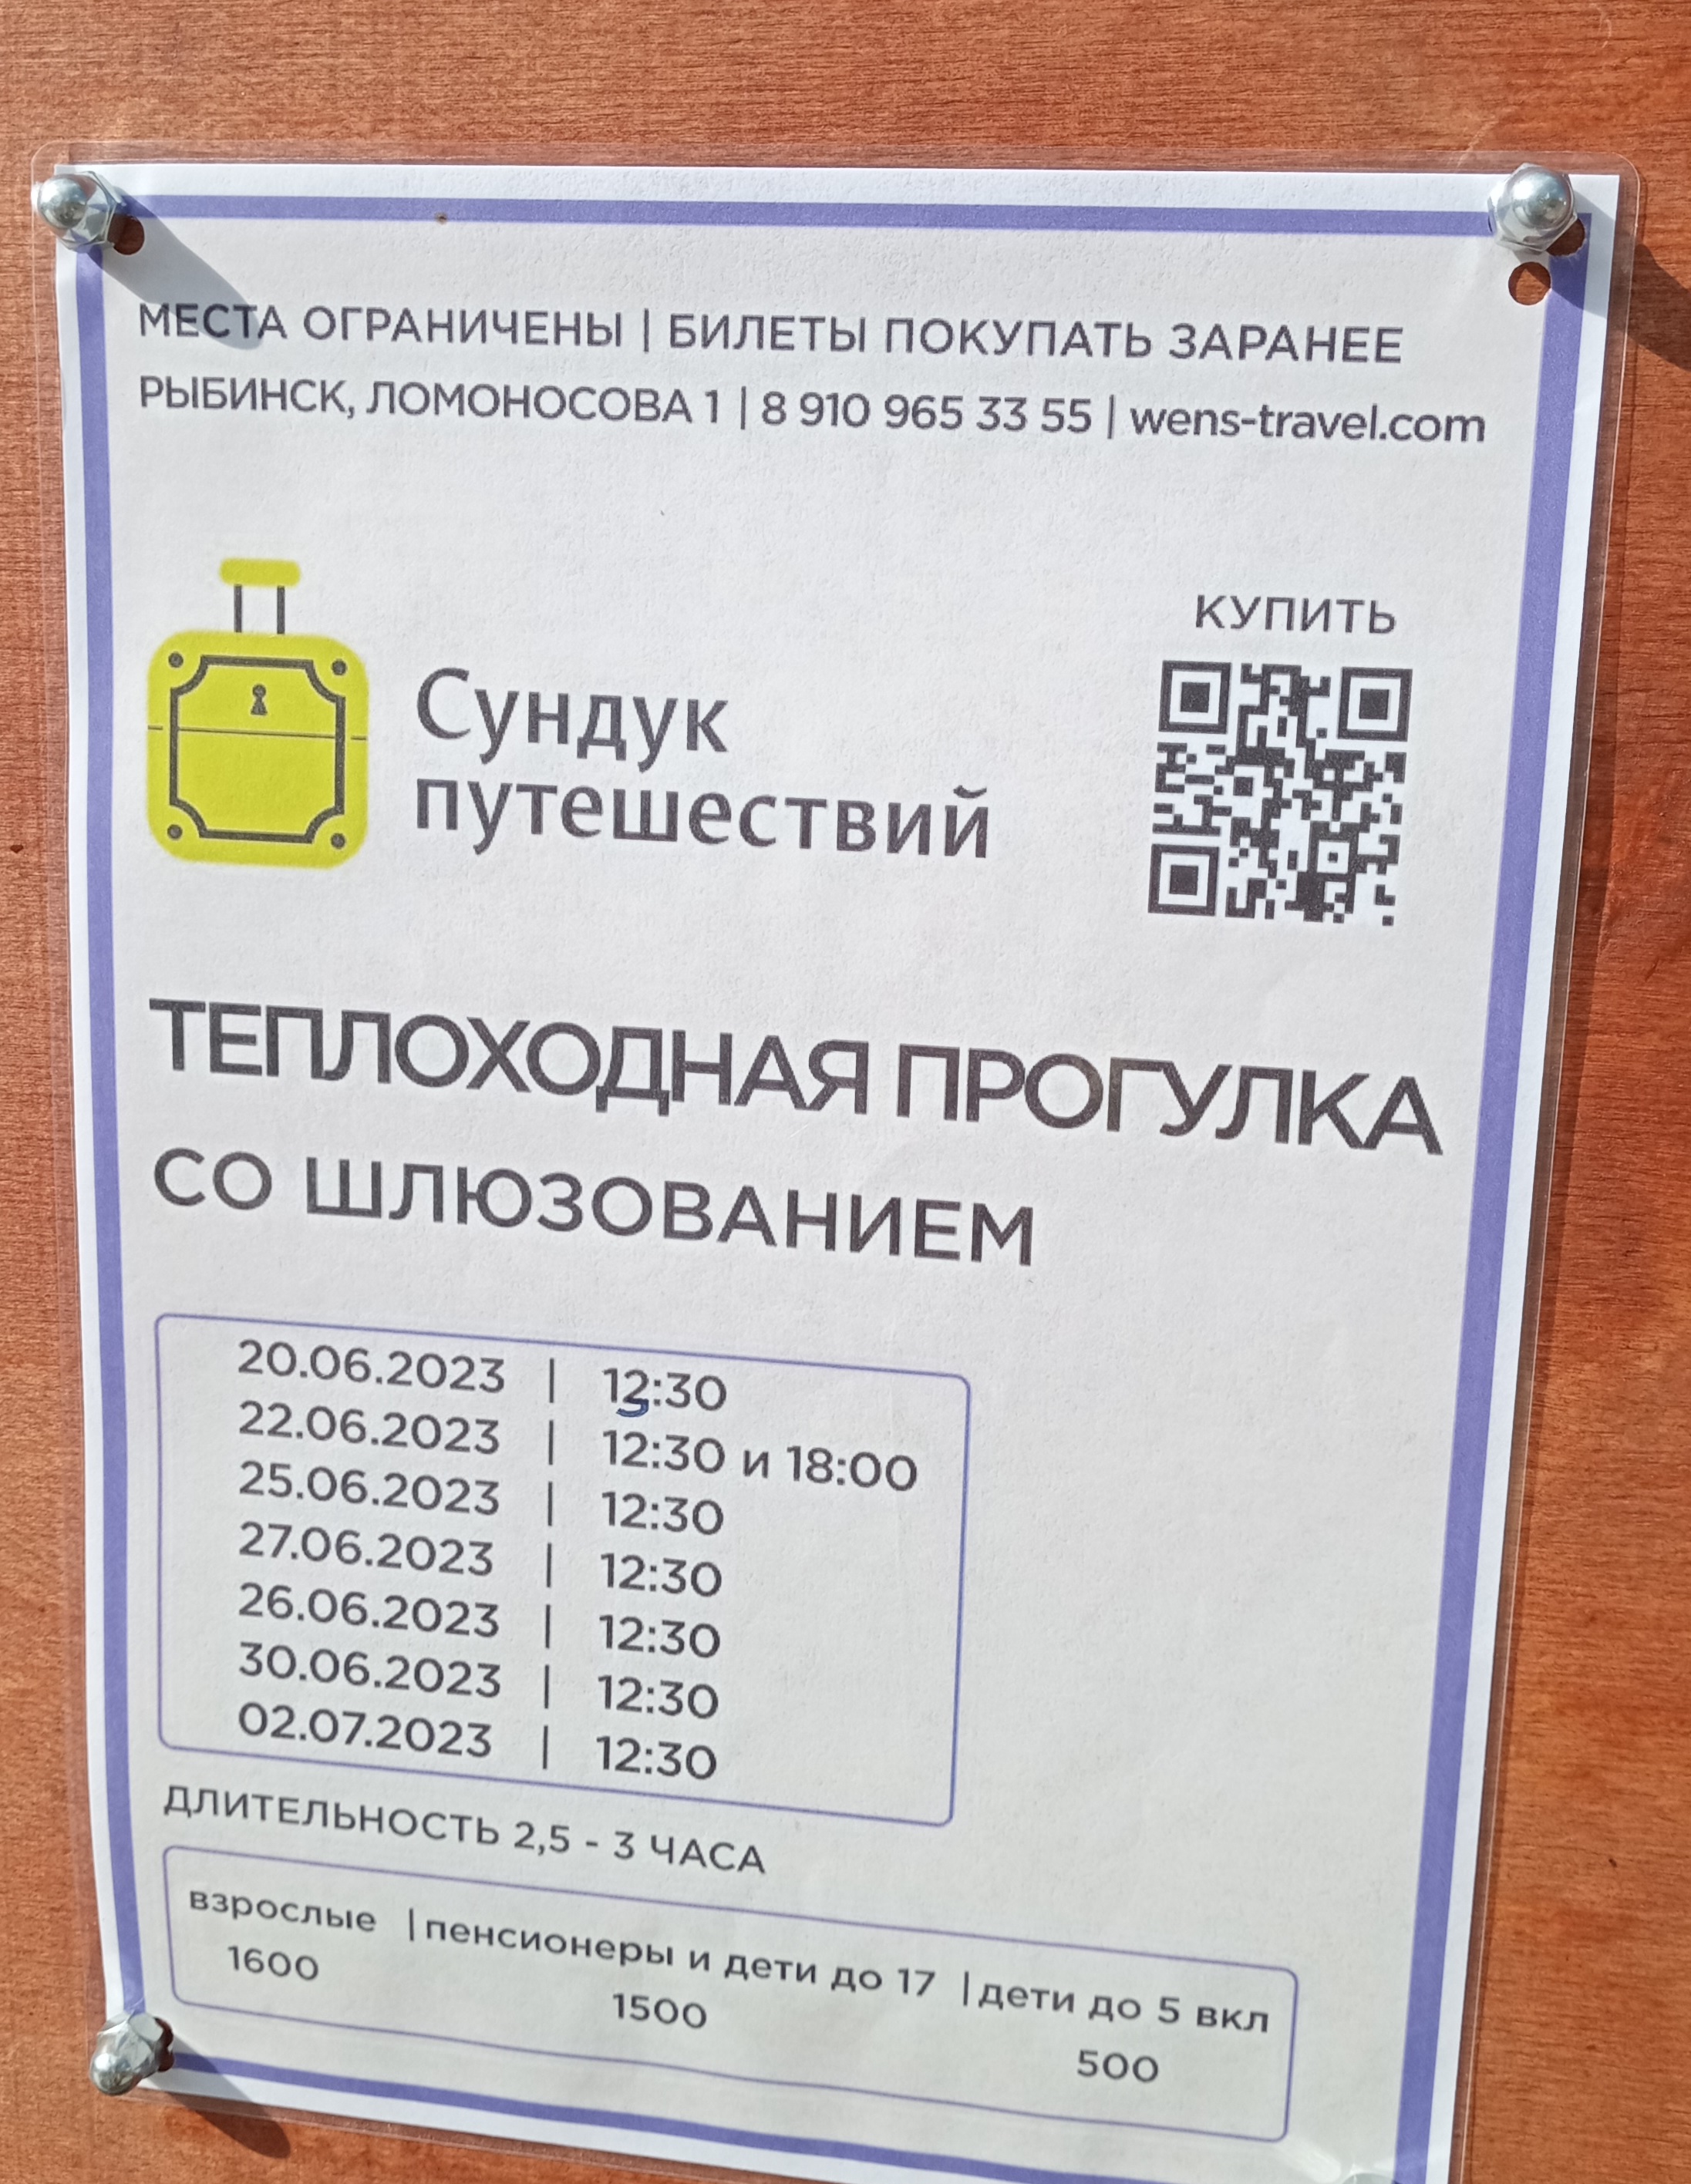 МЕСТА ОГРАНИЧЕНЫ | БИЛЕТЫ ПОКУПАТЬ ЗАРАНЕЕ
РЫБИНСК, ЛОМОНОСОВА 1 | 8 910 965 33 55 | wens-travel.com
КУПИТЬ
Сундук
путешествий
ТЕПЛОХОДНАЯ ПРОГУЛКА
СО ШЛЮЗОВАНИЕМ
20.06.2023 | 13:30
22.06.2023 | 12:30 и 18:00
25.06.2023 | 12:30
27.06.2023 | 12:30
26.06.2023 | 12:30
30.06.2023 | 12:30
02.07.2023 | 12:30
ДЛИТЕЛЬНОСТЬ 2,5 - 3 ЧАСА
взрослые | пенсионеры и дети до 17 | дети до 5 вкл
1600 1500 500